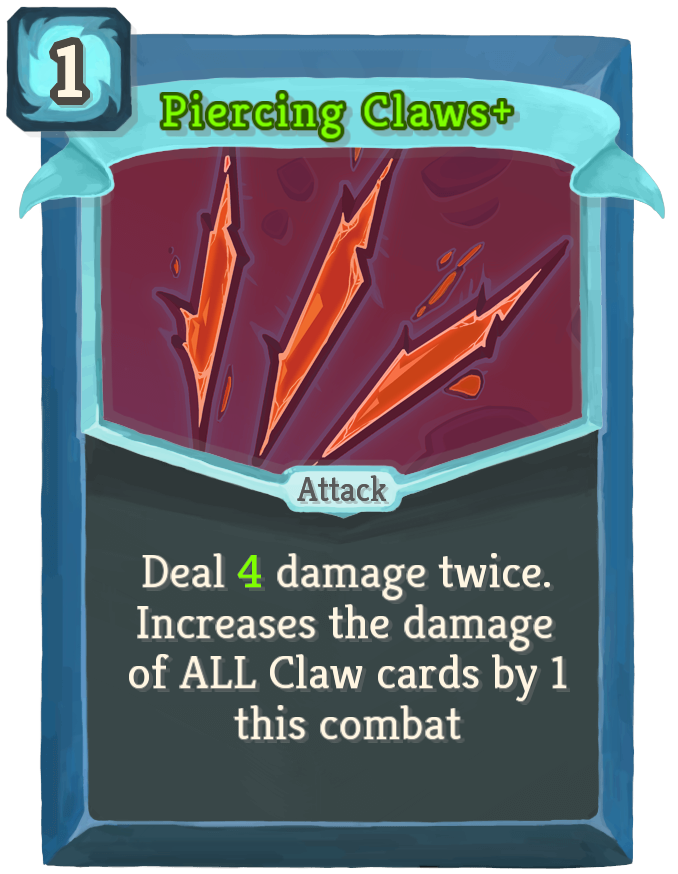 1
Piercing Claws+
Attack
Deal 4 damage twice.
Increases the damage
of ALL Claw cards by 1
this combat